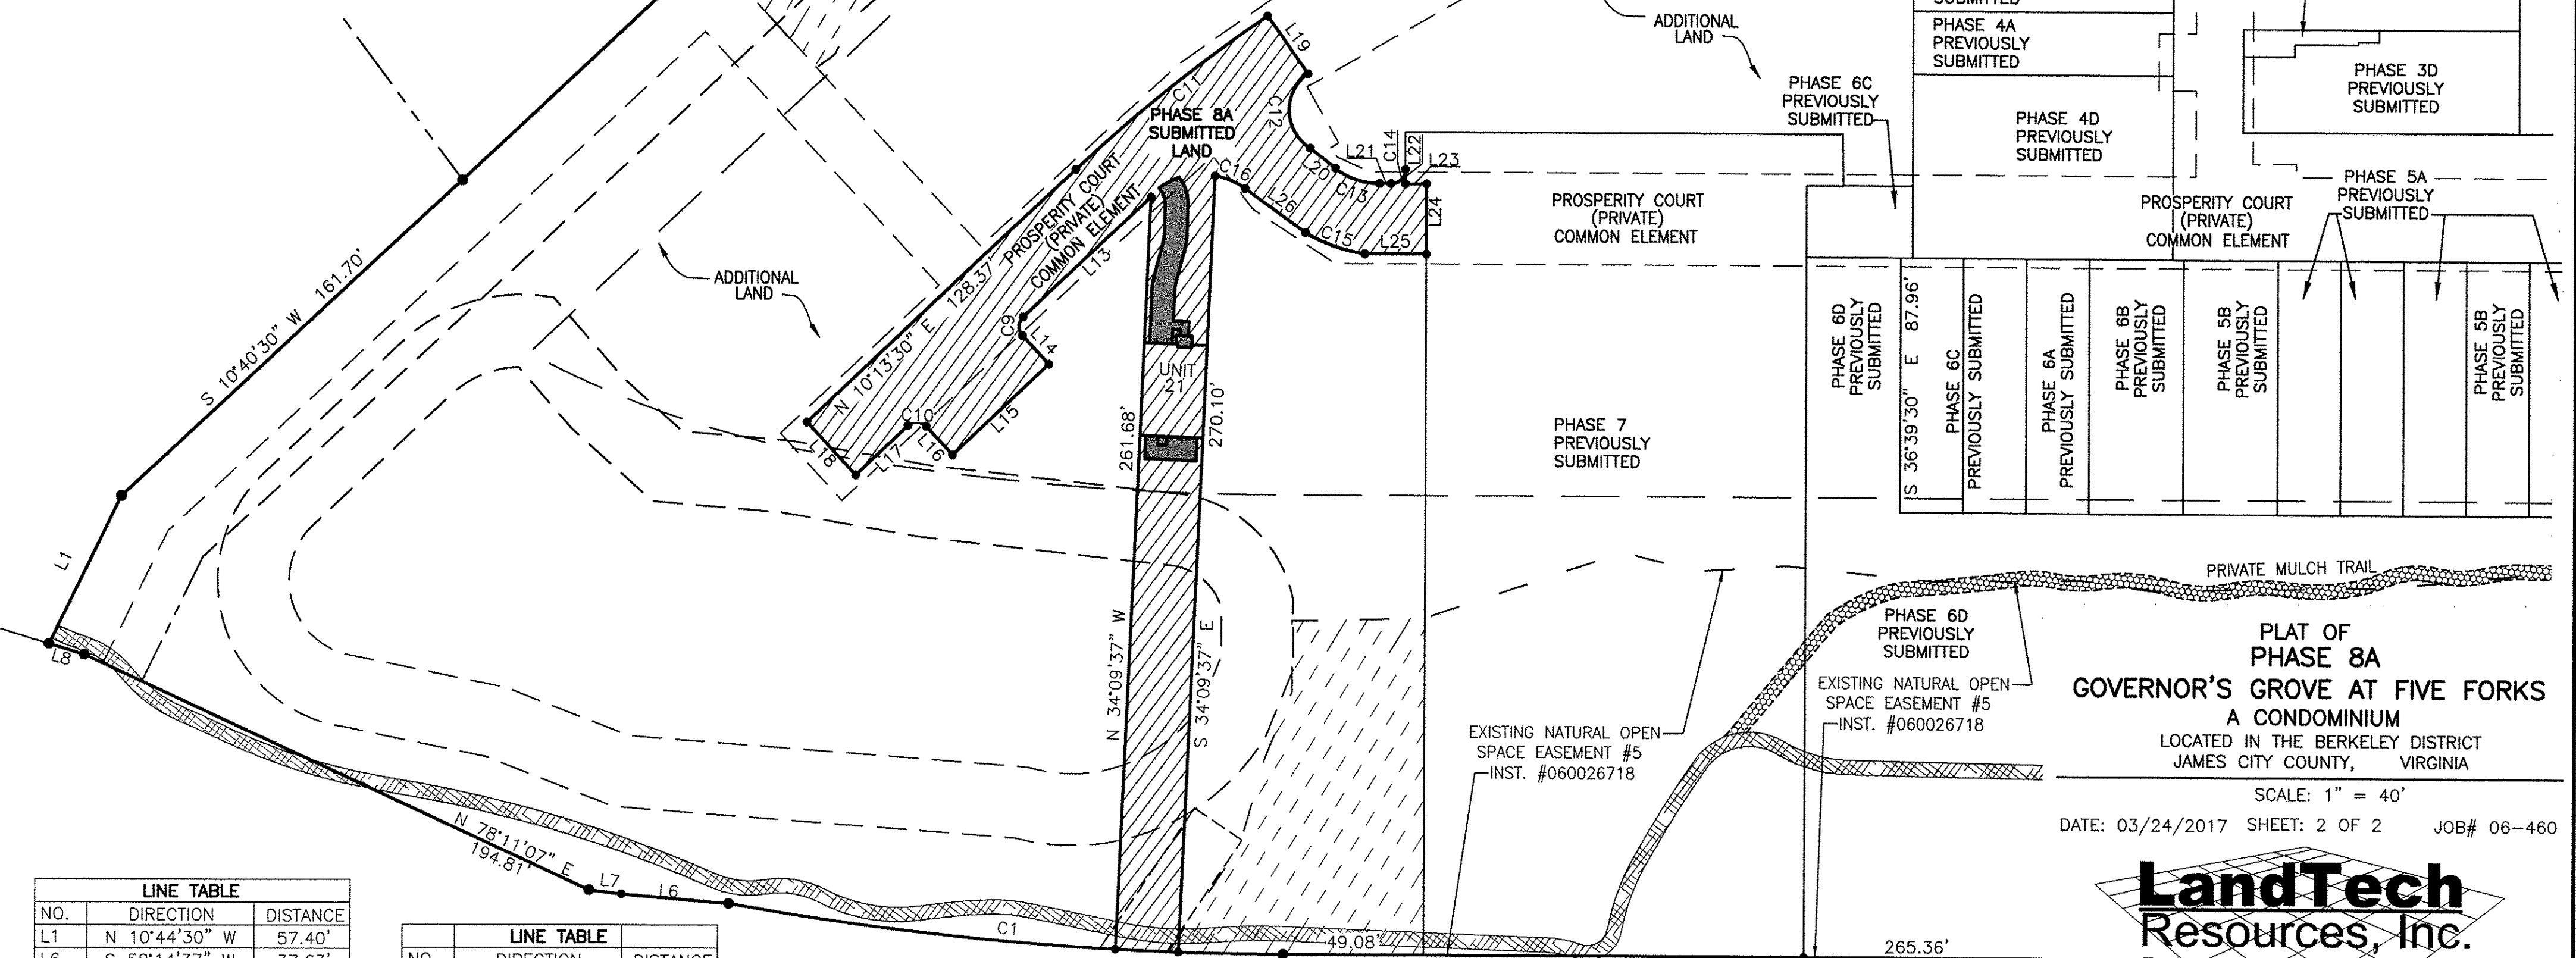 SUBMITTED
PHASE 4A
PREVIOUSLY
SUBMITTED
ADDITIONAL
LAND
PHASE 3D
PREVIOUSLY
SUBMITTED
PHASE 6C
PREVIOUSLY
SUBMITTED
PHASE 4D
PREVIOUSLY
SUBMITTED
PHASE 5A
PREVIOUSLY
SUBMITTED
L19
C11
C12
PHASE 8A
SUBMITTED
LAND
L21
C14
L22
L23
L20
C13
C16
L26
C15
L25
L24
PROSPERITY COURT
(PRIVATE)
COMMON ELEMENT
PROSPERITY COURT
(PRIVATE)
COMMON ELEMENT
PROSPERITY COURT
(PRIVATE)
COMMON ELEMENT
L13
N 10°13'30" E 128.37'
S 10°40'30" W 161.70'
ADDITIONAL
LAND
C9
L14
L15
C10
L16
L17
L18
UNIT
21
261.68'
270.10'
N 34°09'37" W
S 34°09'37" E
PHASE 7
PREVIOUSLY
SUBMITTED
PHASE 6D
PREVIOUSLY
SUBMITTED
S 36°39'30" E 87.96'
PHASE 6C
PREVIOUSLY SUBMITTED
PHASE 6A
PREVIOUSLY SUBMITTED
PHASE 6B
PREVIOUSLY
SUBMITTED
PHASE 5B
PREVIOUSLY
SUBMITTED
PHASE 5B
PREVIOUSLY
SUBMITTED
L1
L8
PRIVATE MULCH TRAIL
PHASE 6D
PREVIOUSLY
SUBMITTED
EXISTING NATURAL OPEN
SPACE EASEMENT #5
INST. #060026718
EXISTING NATURAL OPEN
SPACE EASEMENT #5
INST. #060026718
N 78°11'07" E
194.81'
L7
L6
C1
49.08'
265.36'
PLAT OF
PHASE 8A
GOVERNOR'S GROVE AT FIVE FORKS
A CONDOMINIUM
LOCATED IN THE BERKELEY DISTRICT
JAMES CITY COUNTY, VIRGINIA
SCALE: 1" = 40'
DATE: 03/24/2017 SHEET: 2 OF 2 JOB# 06-460
LandTech
Resources, Inc.
LINE TABLE
NO. DIRECTION DISTANCE
L1 N 10°44'30" W 57.40'
LINE TABLE
NO. DIRECTION DISTANCE